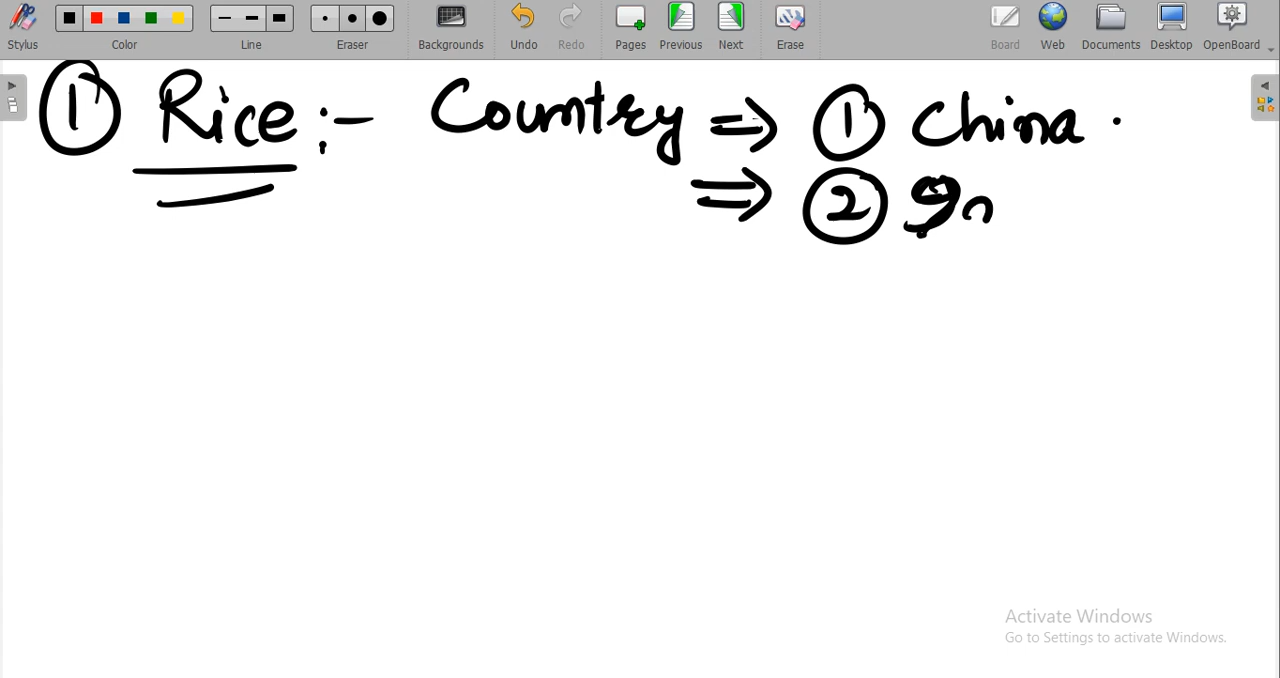 Stylus Color Line Eraser Backgrounds Undo Redo Pages Previous Next Erase Board Web Documents Desktop OpenBoard
① Rice :- Country ⇒ ① China .
⇒ ② In
Activate Windows
Go to Settings to activate Windows.